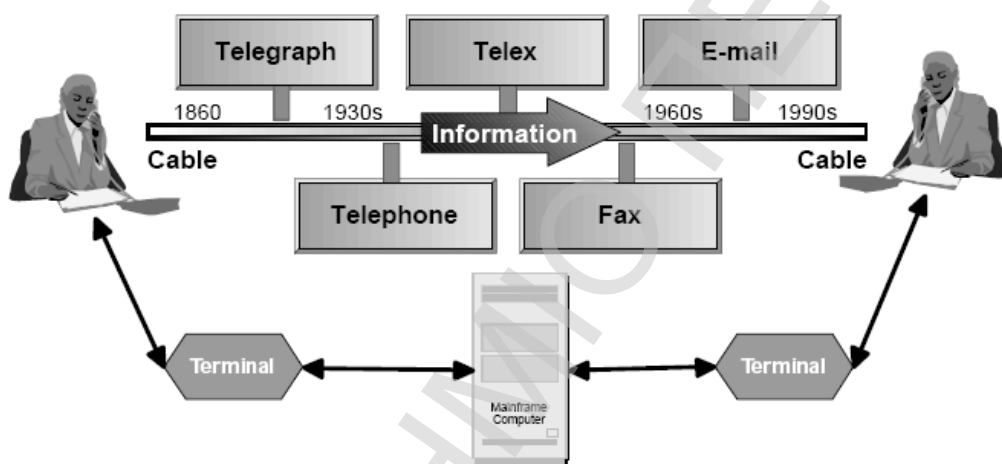 Telegraph
Telex
E-mail
1860
1930s
Information
1960s
1990s
Cable
Cable
Telephone
Fax
Terminal
Mainframe
Computer
Terminal